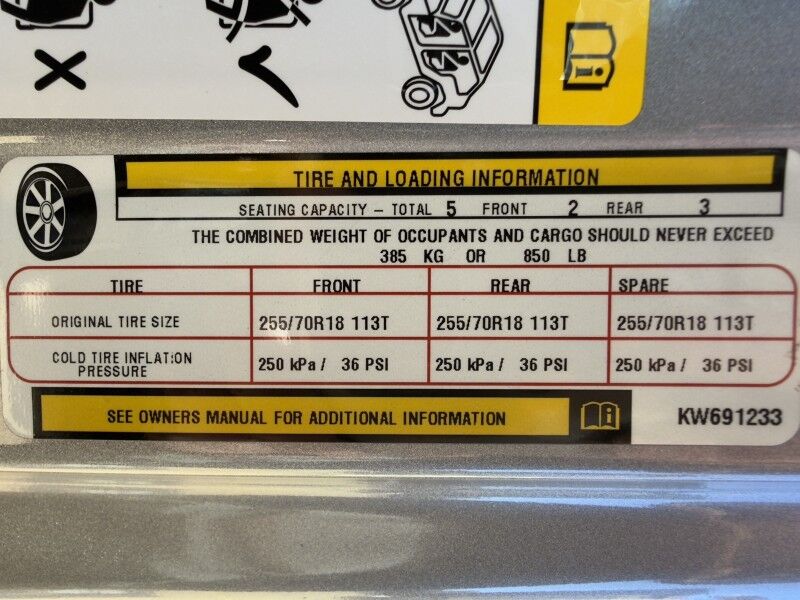 TIRE AND LOADING INFORMATION
SEATING CAPACITY – TOTAL 5 FRONT 2 REAR 3
THE COMBINED WEIGHT OF OCCUPANTS AND CARGO SHOULD NEVER EXCEED
385 KG OR 850 LB
TIRE FRONT REAR SPARE
ORIGINAL TIRE SIZE 255/70R18 113T 255/70R18 113T 255/70R18 113T
COLD TIRE INFLATION
PRESSURE 250 kPa / 36 PSI 250 kPa / 36 PSI 250 kPa / 36 PSI
SEE OWNERS MANUAL FOR ADDITIONAL INFORMATION KW691233